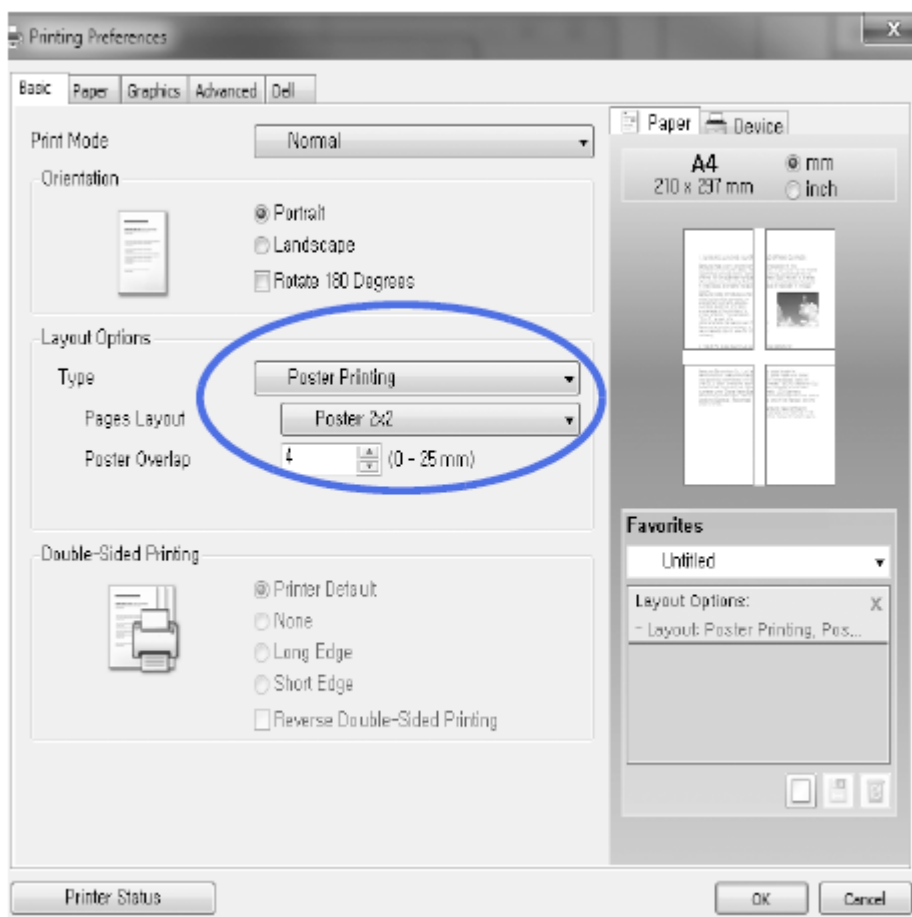 Printing Preferences
X
Basic Paper Graphics Advanced Dell
Print Mode Normal
Orientation
Portrait
Landscape
Rotate 180 Degrees
Layout Options
Type Poster Printing
Pages Layout Poster 2x2
Poster Overlap 4 (0 - 25 mm)
Double-Sided Printing
Printer Default
None
Long Edge
Short Edge
Reverse Double-Sided Printing
Printer Status
Paper Device
A4
210 x 297 mm
mm
inch
Favorites
Untitled
Layout Options: X
- Layout: Poster Printing, Pos...
OK Cancel